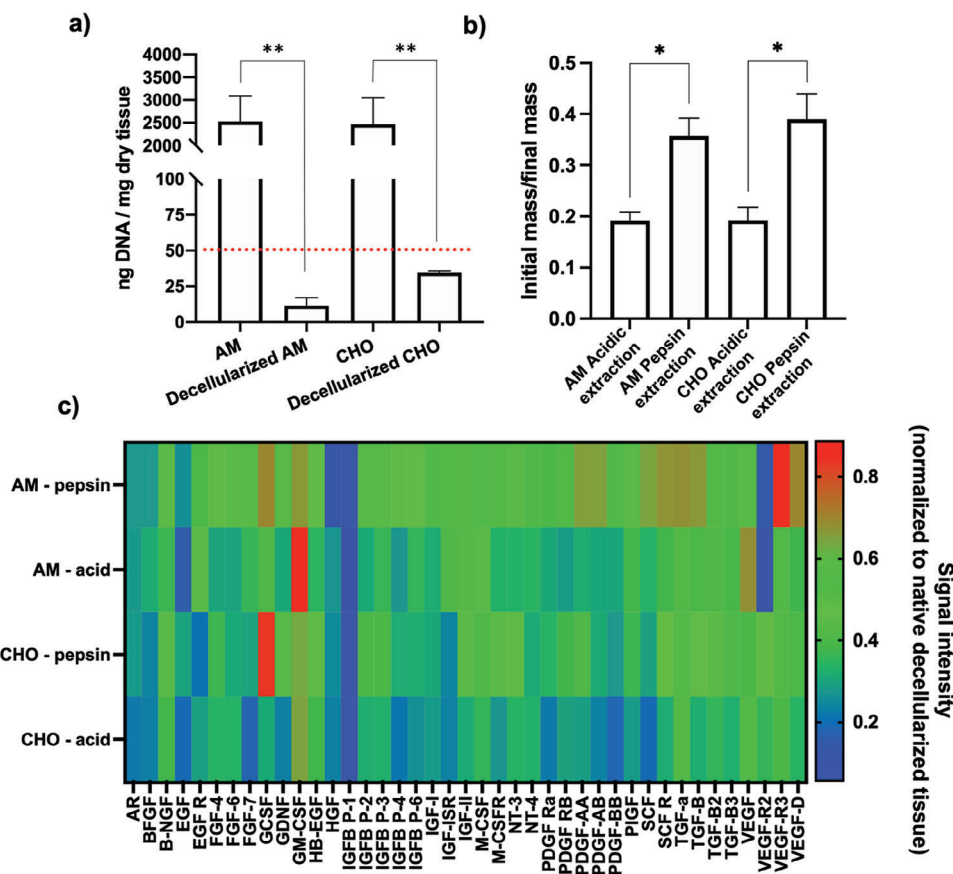 a)
ng DNA / mg dry tissue
4000
3500
3000
2500
2000
100
75
50
25
0
**
**
AM
Decellularized AM
CHO
Decellularized CHO
b)
Initial mass/final mass
0.5
0.4
0.3
0.2
0.1
0.0
*
*
AM Acidic
extraction
AM Pepsin
extraction
CHO Acidic
extraction
CHO Pepsin
extraction
c)
AM - pepsin
AM - acid
CHO - pepsin
CHO - acid
AR
BFGF
B-NGF
EGF
EGF R
FGF-4
FGF-6
FGF-7
GCSF
GDNF
GM-CSF
HB-EGF
HGF
IGFB P-1
IGFB P-2
IGFB P-3
IGFB P-4
IGFB P-6
IGF-I
IGF-ISR
IGF-II
M-CSF
M-CSFR
NT-3
NT-4
PDGF Ra
PDGF RB
PDGF-AA
PDGF-AB
PDGF-BB
PIGF
SCF
SCF R
TGF-a
TGF-B
TGF-B2
TGF-B3
VEGF
VEGF-R2
VEGF-R3
VEGF-D
0.8
0.6
0.4
0.2
Signal intensity
(normalized to native decellularized tissue)